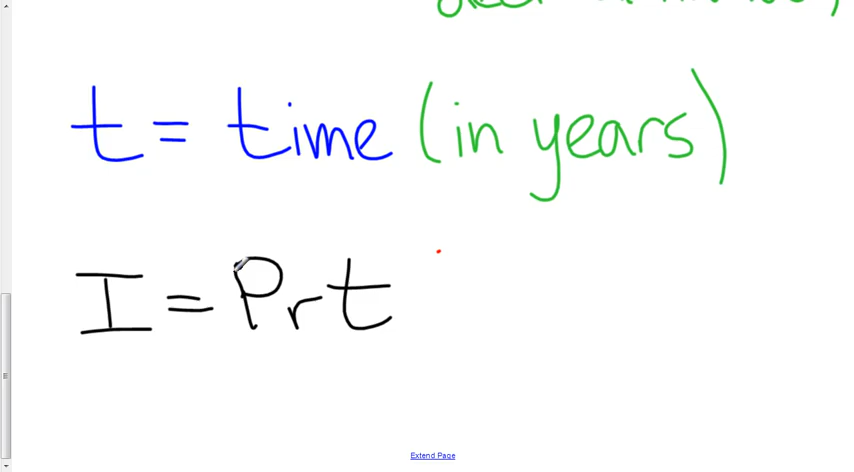 t = time (in years)
I = Prt
Extend Page